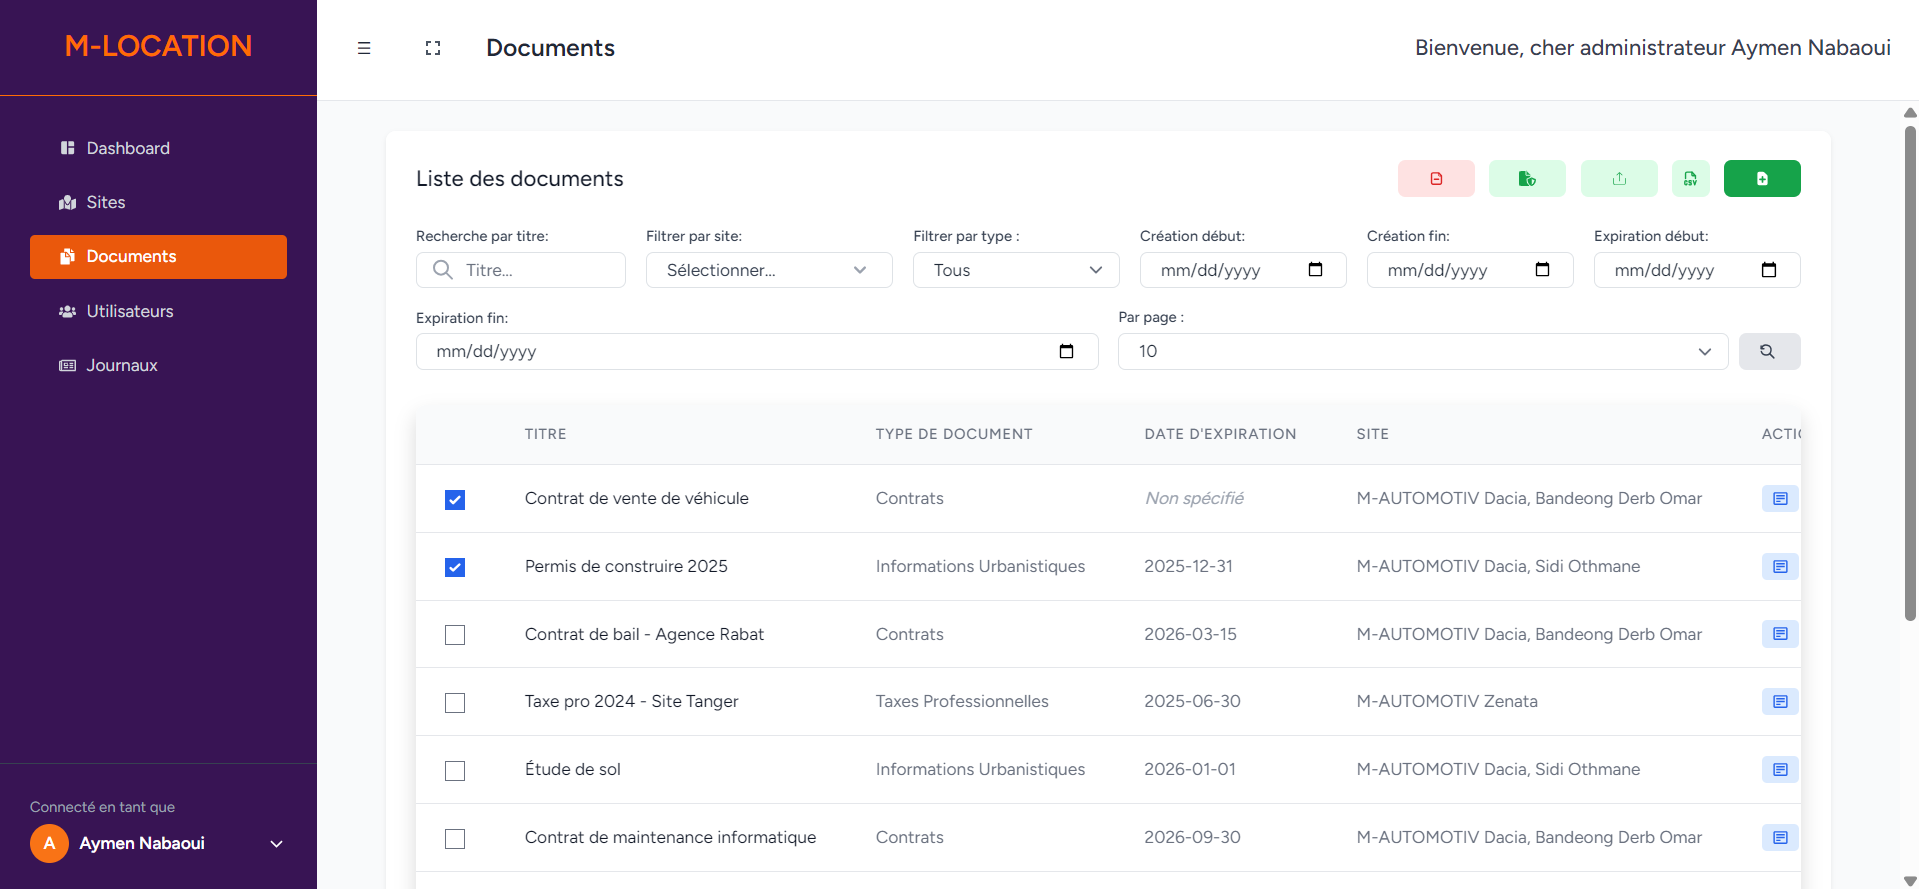 M-LOCATION
Documents
Bienvenue, cher administrateur Aymen Nabaoui
Dashboard
Sites
Documents
Utilisateurs
Journaux
Connecté en tant que
A Aymen Nabaoui
Liste des documents
CSV
Recherche par titre: Filtrer par site: Filtrer par type : Création début: Création fin: Expiration début:
Titre... Sélectionner... Tous mm/dd/yyyy mm/dd/yyyy mm/dd/yyyy
Expiration fin: Par page :
mm/dd/yyyy 10
TITRE TYPE DE DOCUMENT DATE D'EXPIRATION SITE ACTIO
Contrat de vente de véhicule Contrats Non spécifié M-AUTOMOTIV Dacia, Bandeong Derb Omar
Permis de construire 2025 Informations Urbanistiques 2025-12-31 M-AUTOMOTIV Dacia, Sidi Othmane
Contrat de bail - Agence Rabat Contrats 2026-03-15 M-AUTOMOTIV Dacia, Bandeong Derb Omar
Taxe pro 2024 - Site Tanger Taxes Professionnelles 2025-06-30 M-AUTOMOTIV Zenata
Étude de sol Informations Urbanistiques 2026-01-01 M-AUTOMOTIV Dacia, Sidi Othmane
Contrat de maintenance informatique Contrats 2026-09-30 M-AUTOMOTIV Dacia, Bandeong Derb Omar